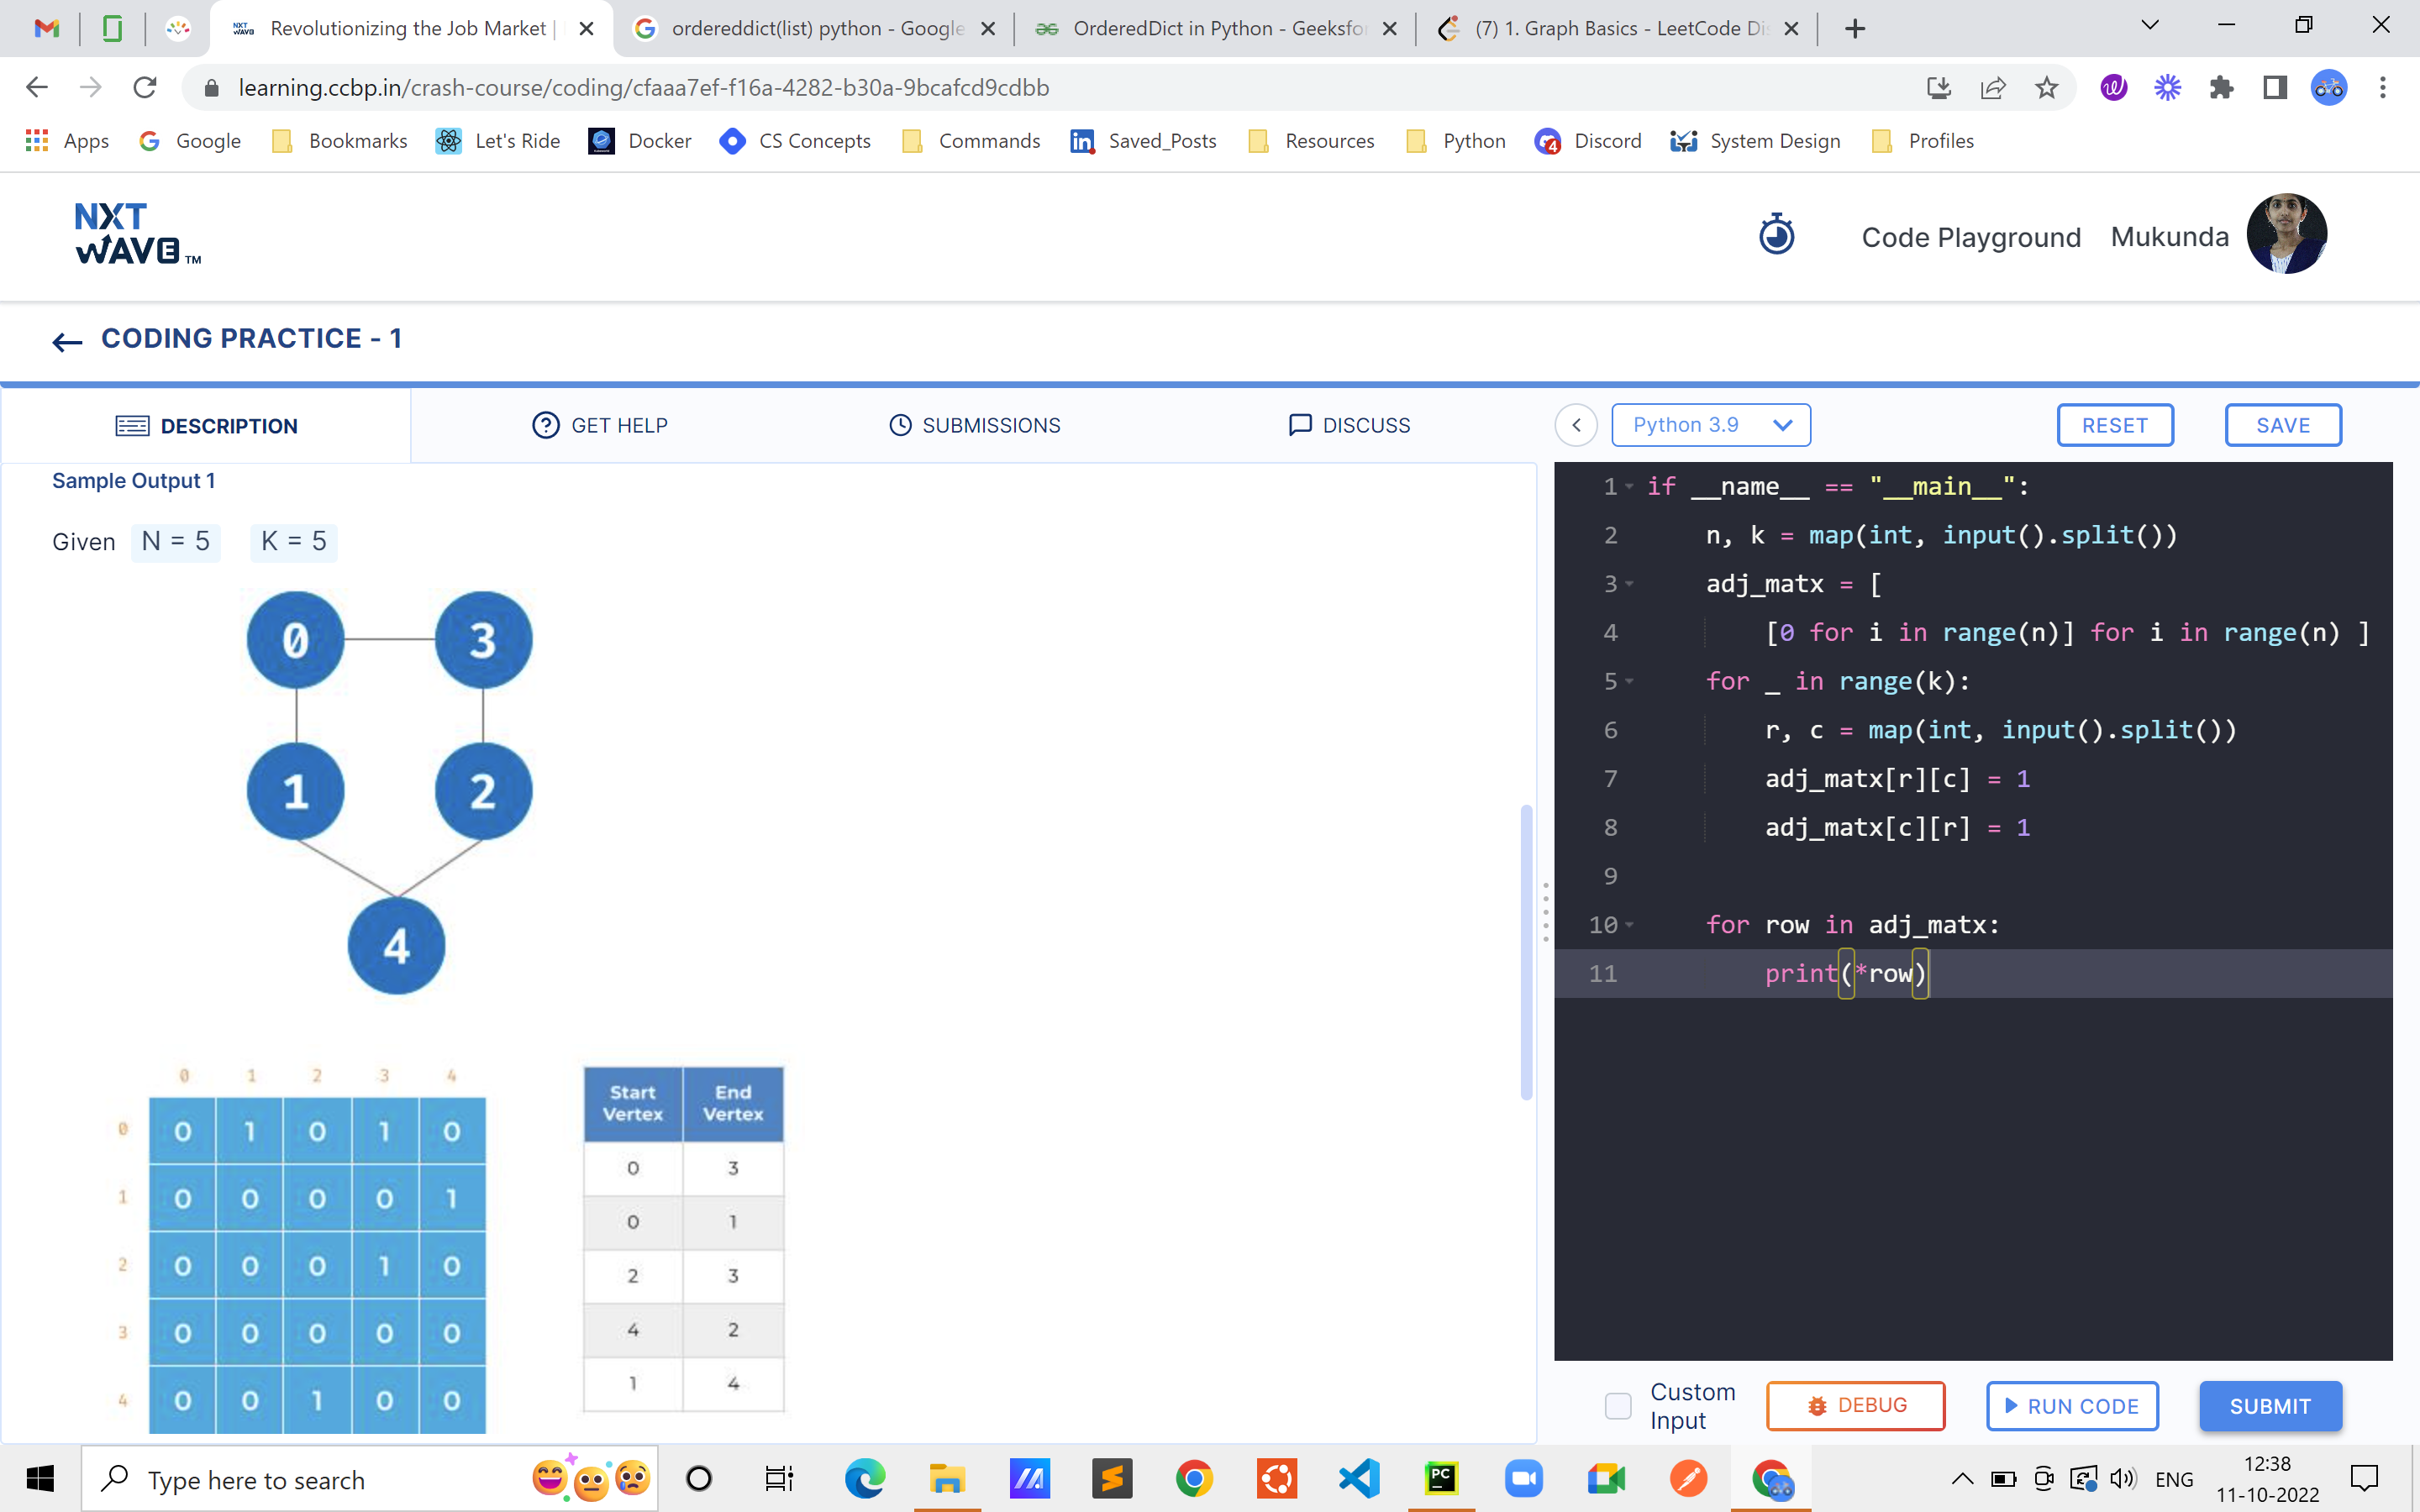 Revolutionizing the Job Market |
ordereddict(list) python - Google
OrderedDict in Python - Geeksfor
(7) 1. Graph Basics - LeetCode Dis
learning.ccbp.in/crash-course/coding/cfaaa7ef-f16a-4282-b30a-9bcafcd9cdbb
Apps Google Bookmarks Let's Ride Docker CS Concepts Commands Saved_Posts Resources Python Discord System Design Profiles
NXT
WAVE TM
Code Playground Mukunda
CODING PRACTICE - 1
DESCRIPTION GET HELP SUBMISSIONS DISCUSS
Python 3.9 RESET SAVE
Sample Output 1
Given N = 5 K = 5
0 3
1 2
4
0 1 2 3 4
0 0 1 0 1 0
1 0 0 0 0 1
2 0 0 0 1 0
3 0 0 0 0 0
4 0 0 1 0 0
Start Vertex End Vertex
0 3
0 1
2 3
4 2
1 4
1 if __name__ == "__main__":
2 n, k = map(int, input().split())
3 adj_matx = [
4 [0 for i in range(n)] for i in range(n) ]
5 for _ in range(k):
6 r, c = map(int, input().split())
7 adj_matx[r][c] = 1
8 adj_matx[c][r] = 1
9
10 for row in adj_matx:
11 print(*row)
Custom Input DEBUG RUN CODE SUBMIT
Type here to search
ENG
12:38
11-10-2022